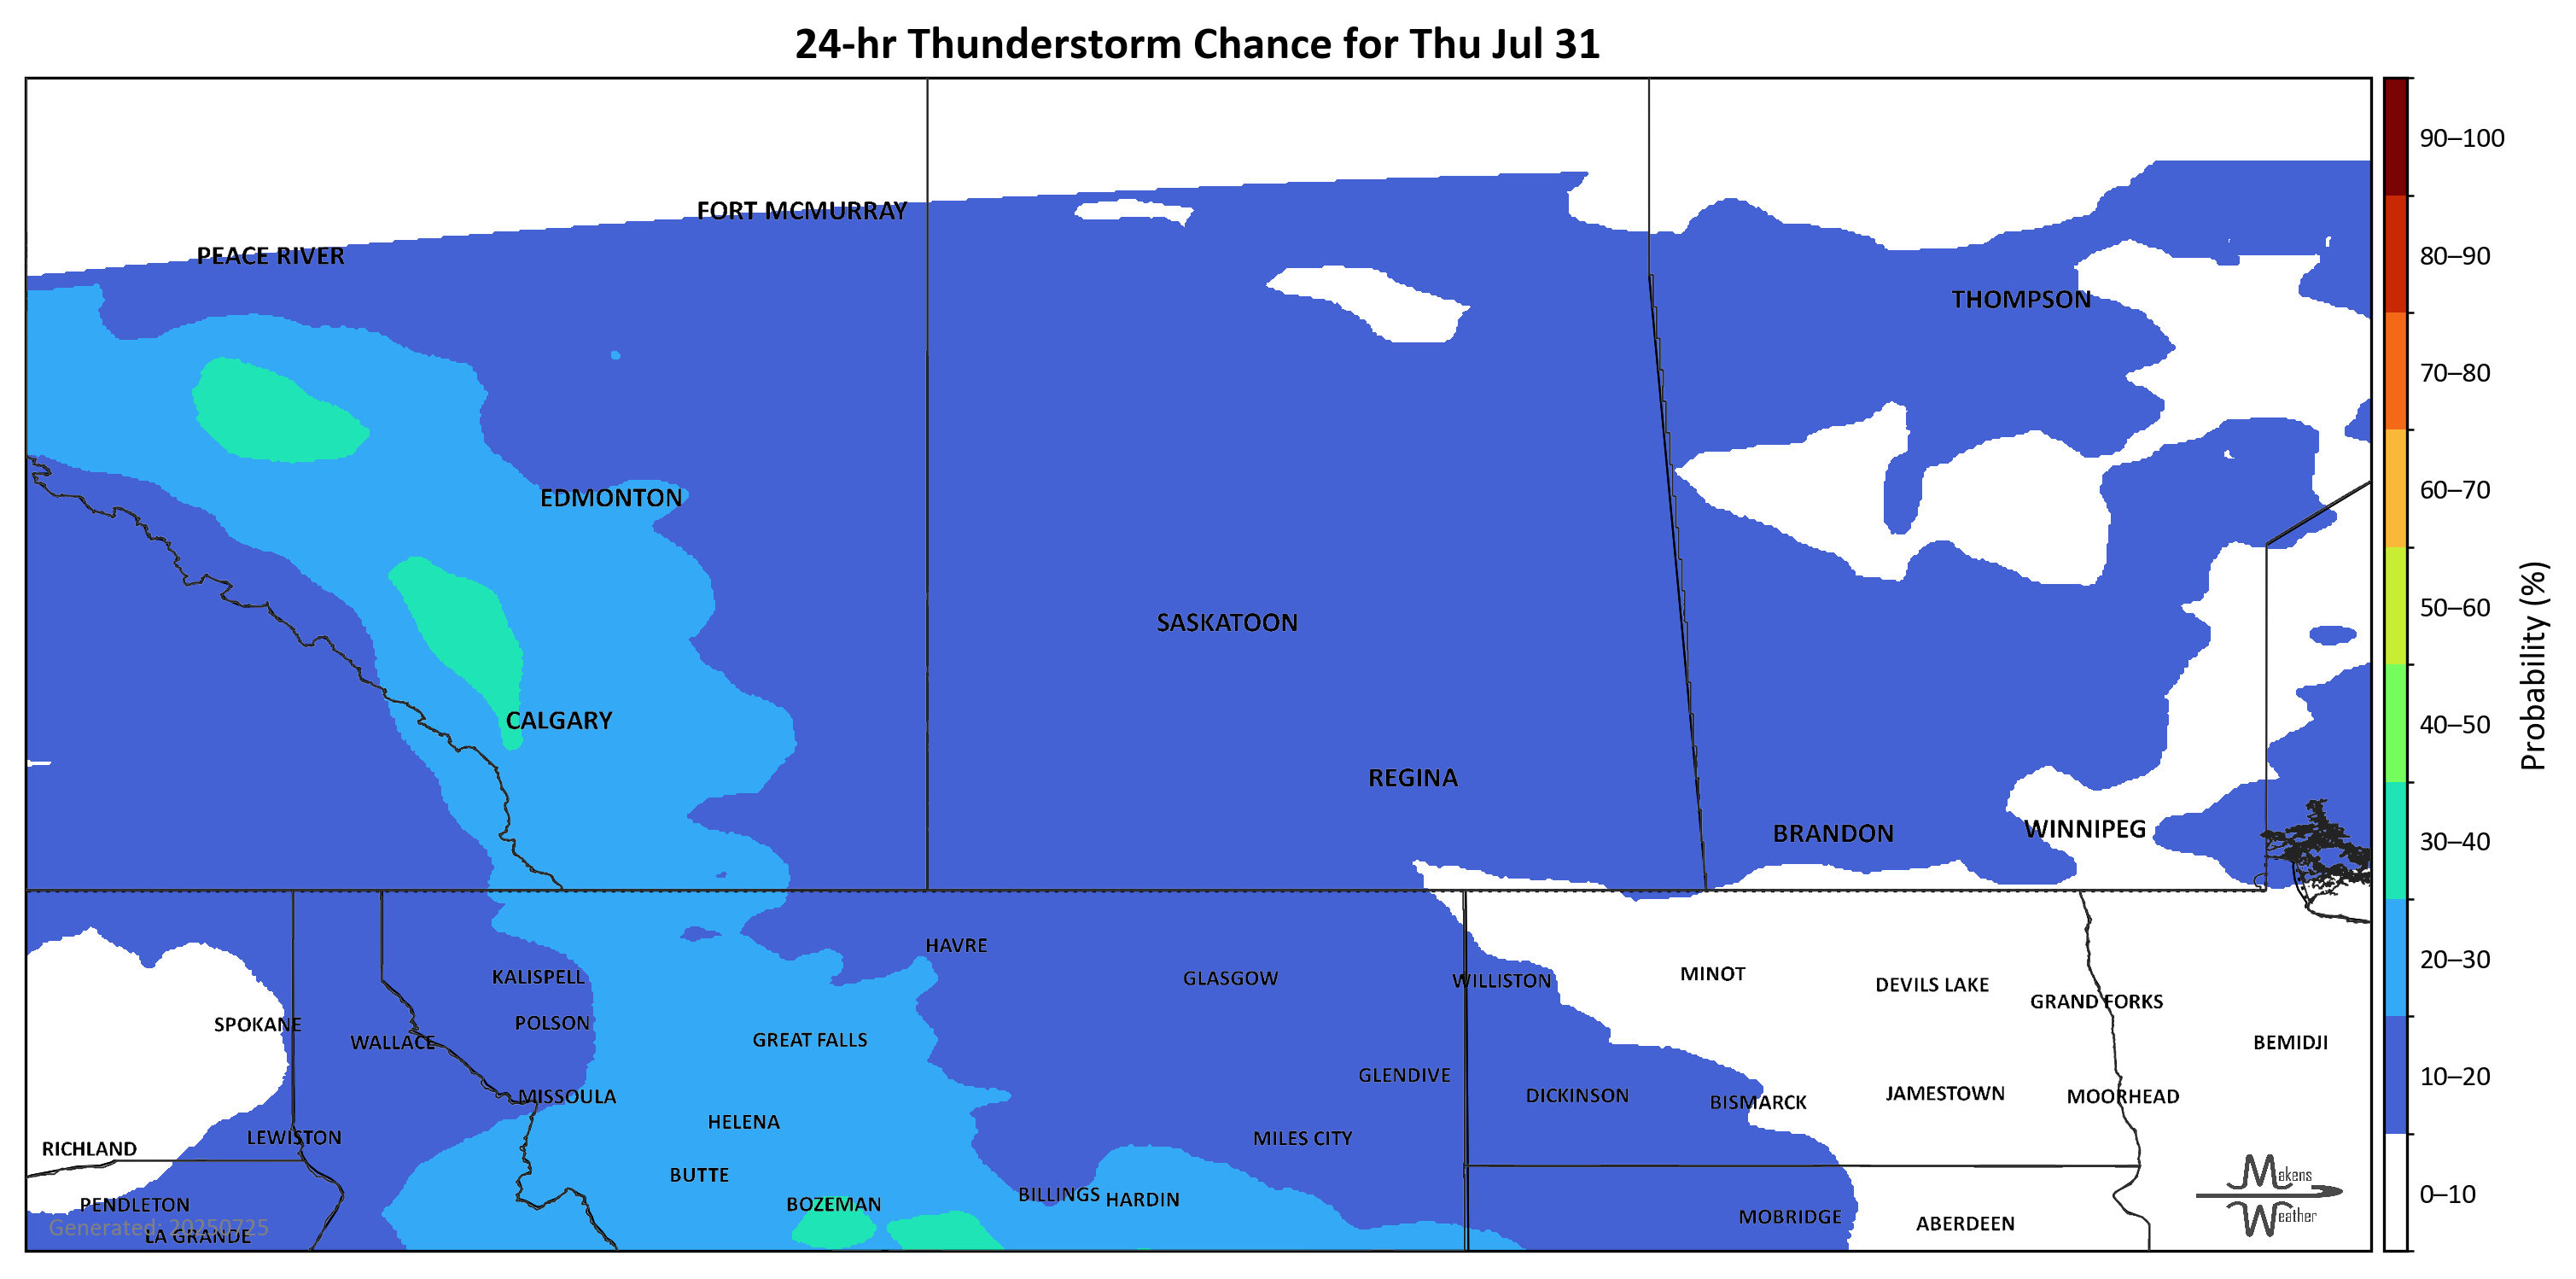 24-hr Thunderstorm Chance for Thu Jul 31
90–100
FORT MCMURRAY
PEACE RIVER
80–90
THOMPSON
70–80
60–70
EDMONTON
50–60
SASKATOON
Probability (%)
CALGARY
40–50
REGINA
BRANDON
WINNIPEG
30–40
HAVRE
20–30
KALISPELL
GLASGOW
WILLISTON
MINOT
DEVILS LAKE
GRAND FORKS
SPOKANE
POLSON
WALLACE
GREAT FALLS
BEMIDJI
10–20
GLENDIVE
MISSOULA
DICKINSON
BISMARCK
JAMESTOWN
MOORHEAD
HELENA
LEWISTON
MILES CITY
RICHLAND
BUTTE
Makens
Weather
0–10
BILLINGS
HARDIN
PENDLETON
BOZEMAN
MOBRIDGE
ABERDEEN
Generated: 20250725
LA GRANDE